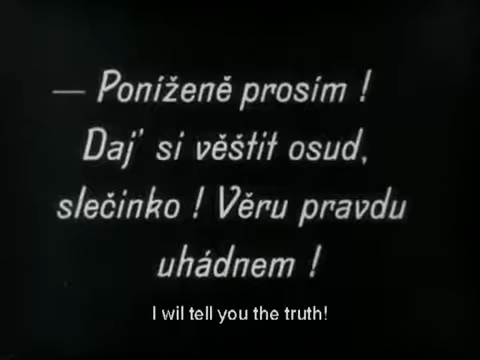 — Poníženě prosím !
Daj' si věštit osud,
slečinko ! Věru pravdu
uhádnem !
I wil tell you the truth!